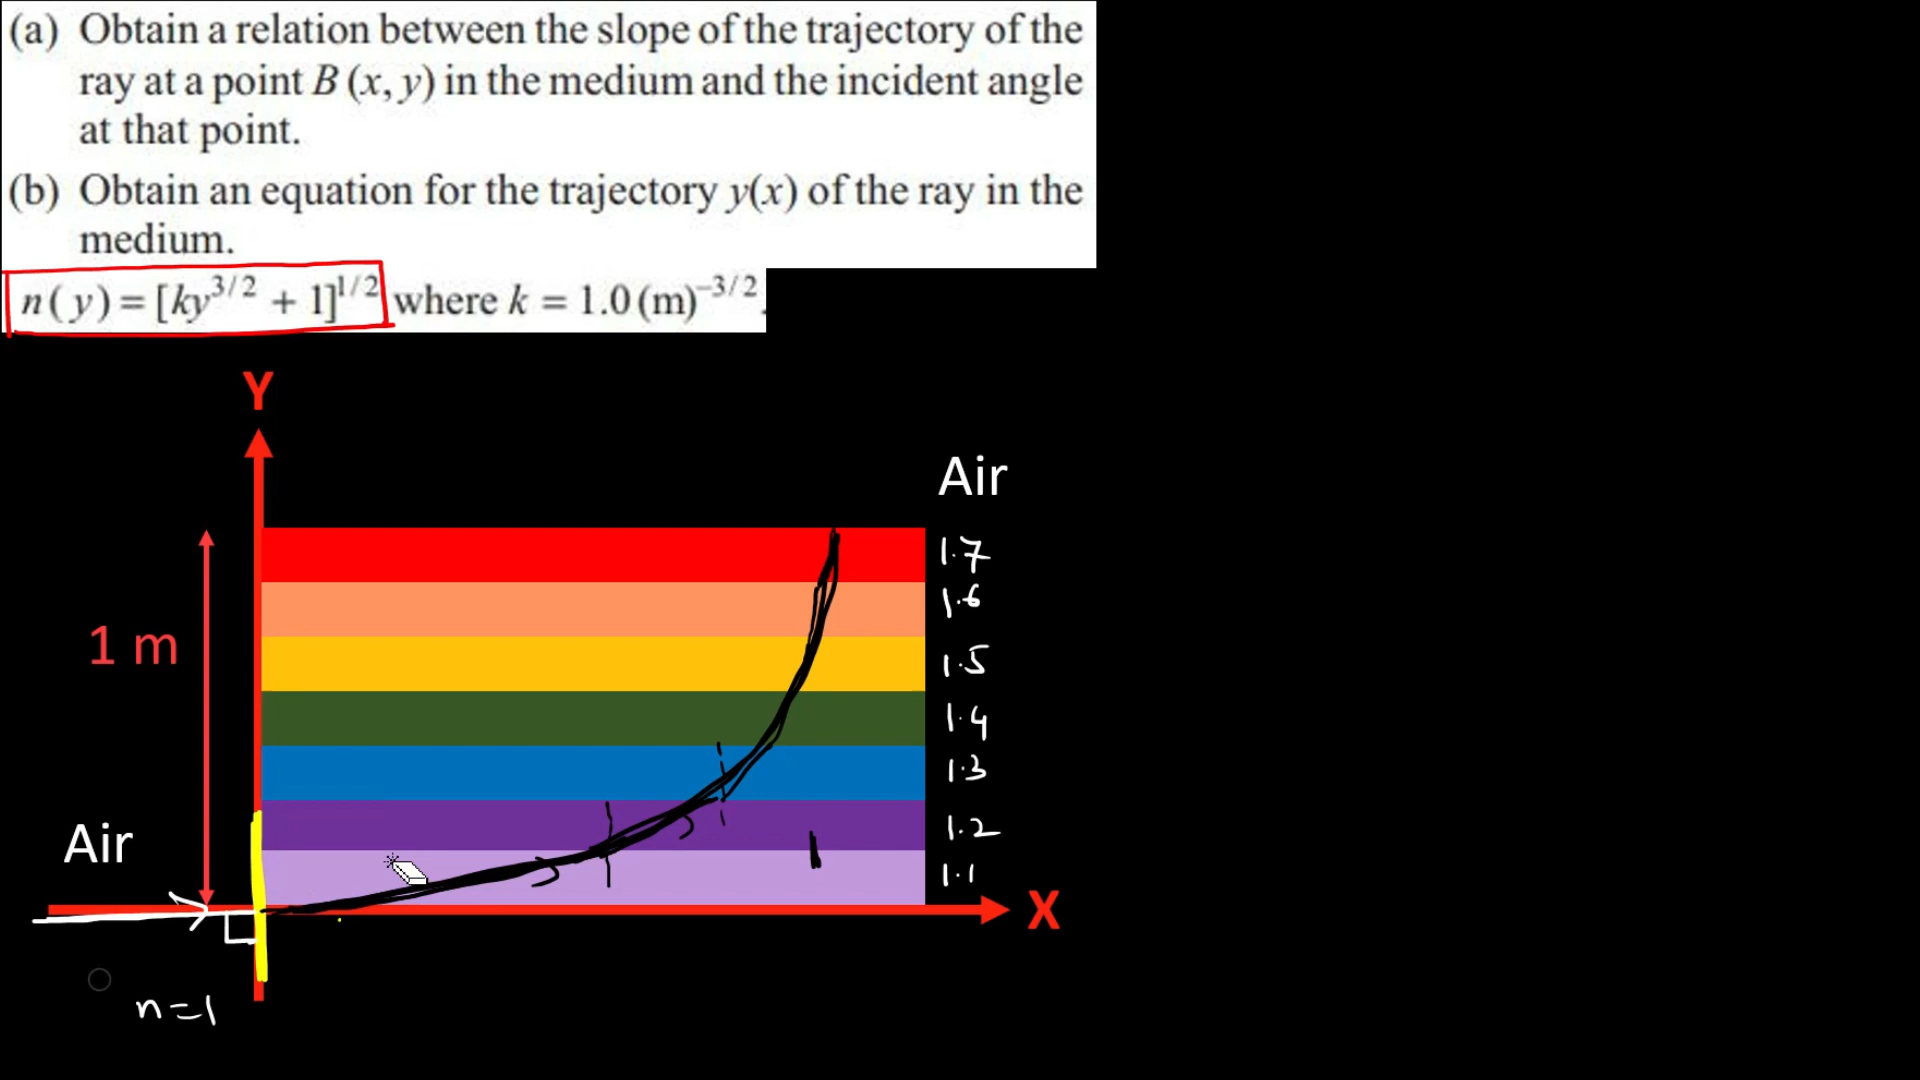 (a) Obtain a relation between the slope of the trajectory of the
ray at a point B (x, y) in the medium and the incident angle
at that point.
(b) Obtain an equation for the trajectory y(x) of the ray in the
medium.
n(y) = [ky^{3/2} + 1]^{1/2} where k = 1.0 (m)^{-3/2}.
Y
Air
1.7
1.6
1 m
1.5
1.4
1.3
1.2
Air
1.1
X
n=1